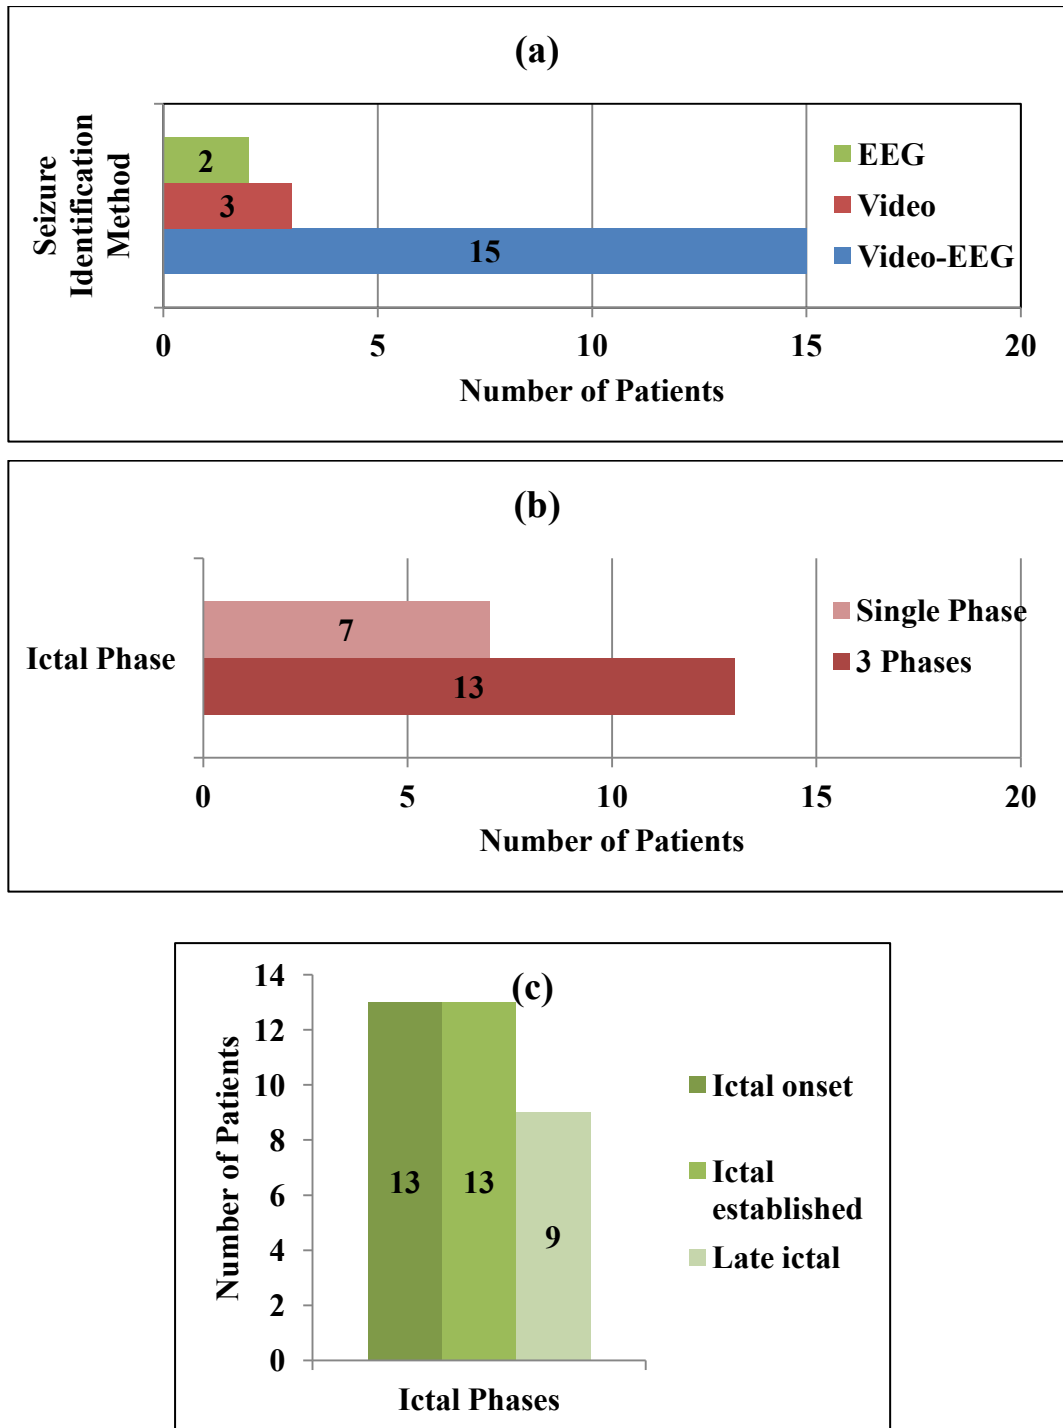 (a)
Seizure
Identification
Method
2
3
15
EEG
Video
Video-EEG
0 5 10 15 20
Number of Patients
(b)
Ictal Phase
7
13
Single Phase
3 Phases
0 5 10 15 20
Number of Patients
(c)
Number of Patients
14
12
10
8
6
4
2
0
13 13 9
Ictal onset
Ictal
established
Late ictal
Ictal Phases